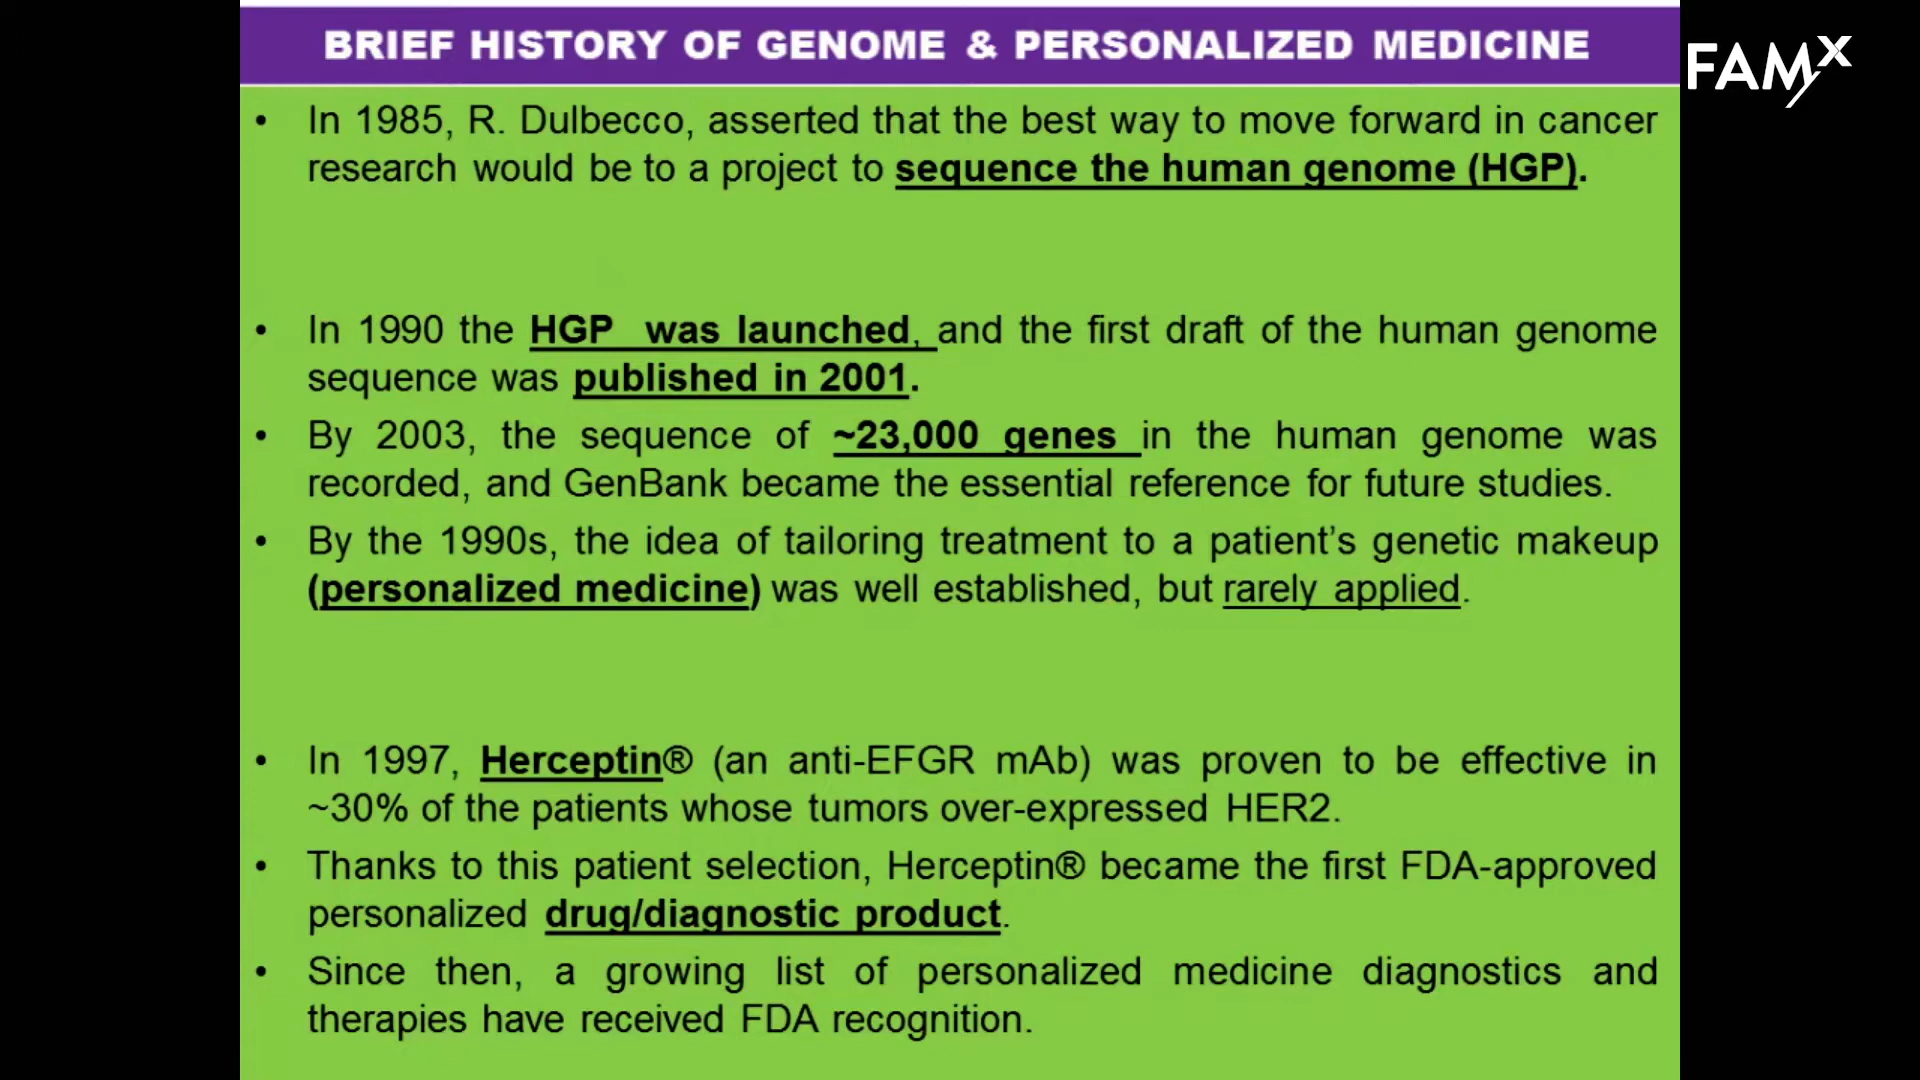 BRIEF HISTORY OF GENOME & PERSONALIZED MEDICINE
FAMX
• In 1985, R. Dulbecco, asserted that the best way to move forward in cancer
research would be to a project to sequence the human genome (HGP).
• In 1990 the HGP was launched, and the first draft of the human genome
sequence was published in 2001.
• By 2003, the sequence of ~23,000 genes in the human genome was
recorded, and GenBank became the essential reference for future studies.
• By the 1990s, the idea of tailoring treatment to a patient’s genetic makeup
(personalized medicine) was well established, but rarely applied.
• In 1997, Herceptin® (an anti-EFGR mAb) was proven to be effective in
~30% of the patients whose tumors over-expressed HER2.
• Thanks to this patient selection, Herceptin® became the first FDA-approved
personalized drug/diagnostic product.
• Since then, a growing list of personalized medicine diagnostics and
therapies have received FDA recognition.